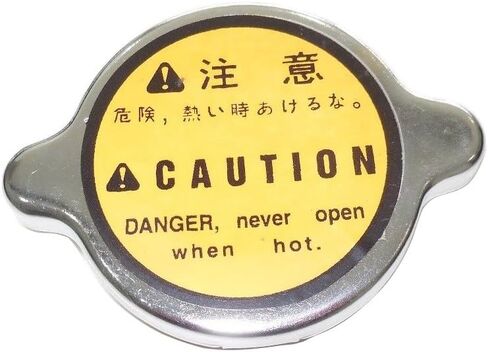 注意
危険，熱い時あけるな。
CAUTION
DANGER, never open
when hot.